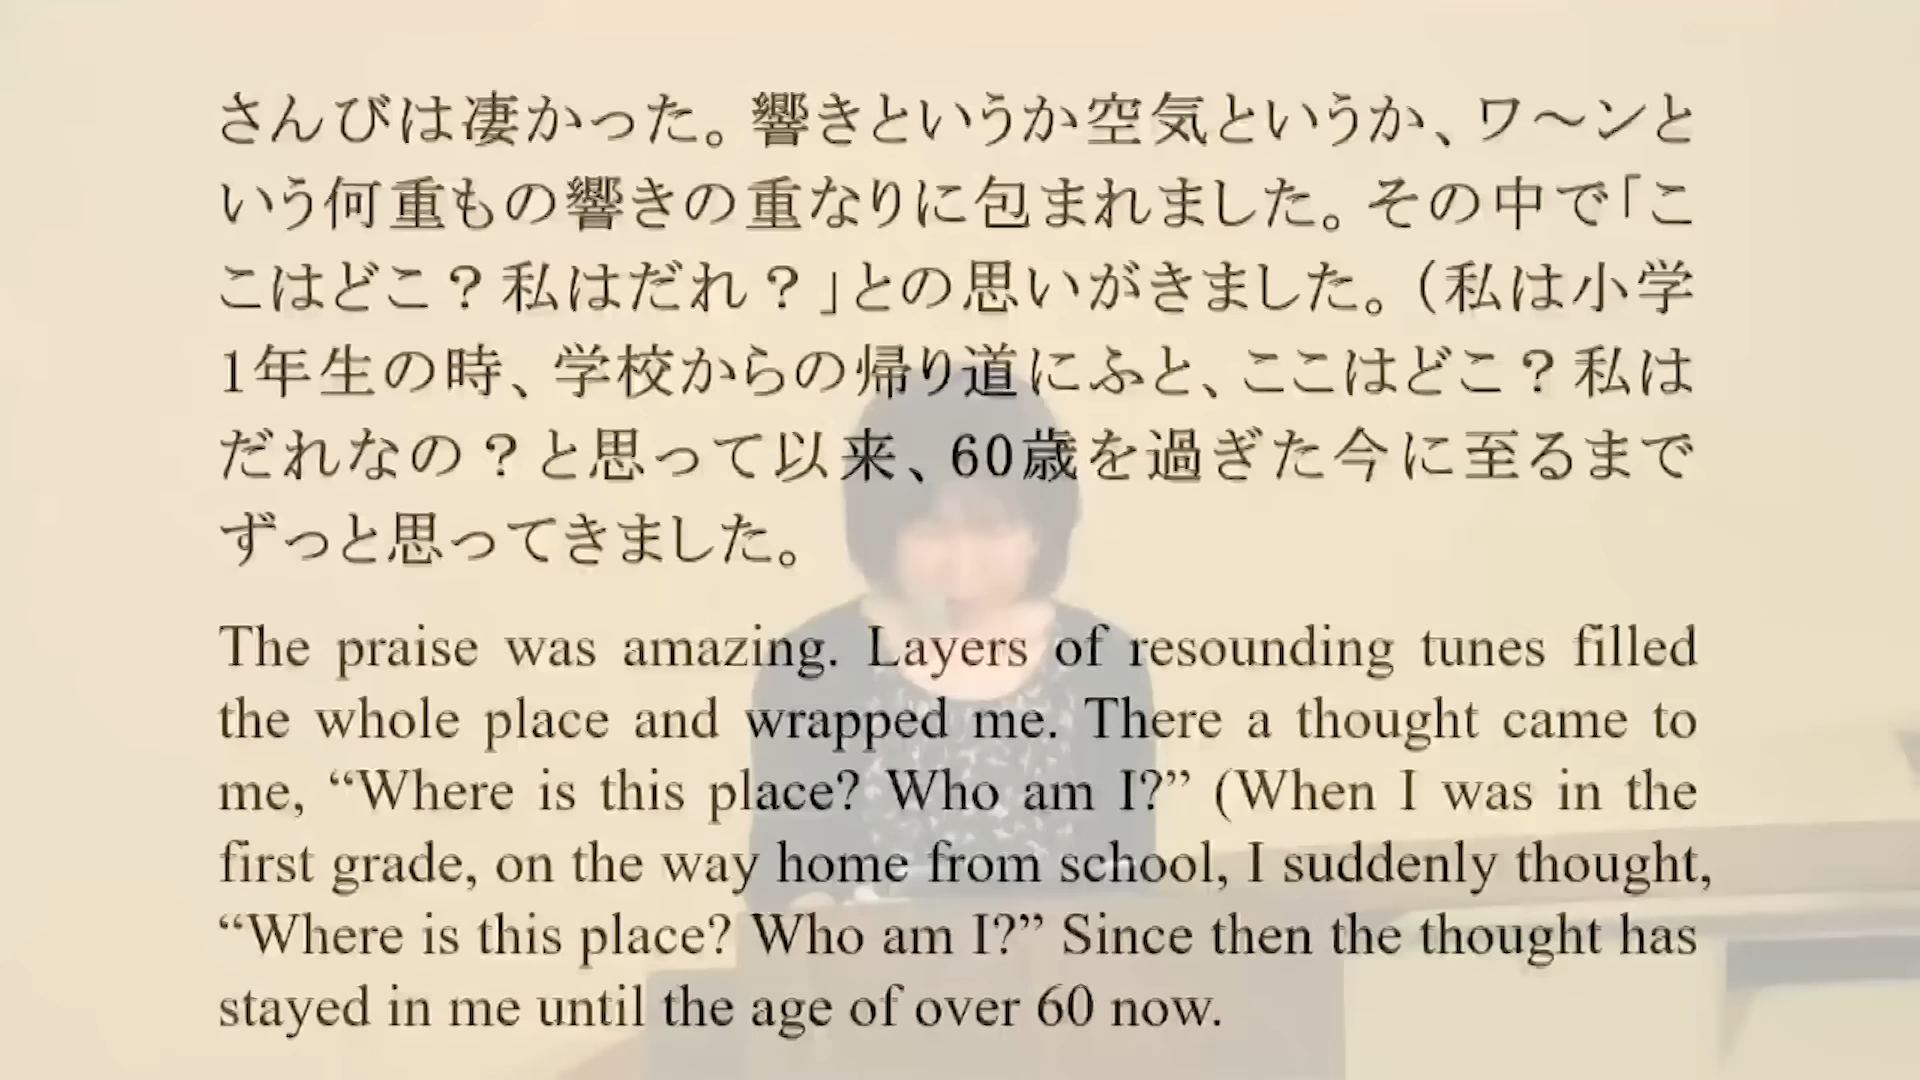 さんびは凄かった。響きというか空気というか、ワ～ンと
いう何重もの響きの重なりに包まれました。その中で「こ
こはどこ？私はだれ？」との思いがきました。（私は小学
1年生の時、学校からの帰り道にふと、ここはどこ？私は
だれなの？と思って以来、60歳を過ぎた今に至るまで
ずっと思ってきました。
The praise was amazing. Layers of resounding tunes filled
the whole place and wrapped me. There a thought came to
me, “Where is this place? Who am I?” (When I was in the
first grade, on the way home from school, I suddenly thought,
“Where is this place? Who am I?” Since then the thought has
stayed in me until the age of over 60 now.